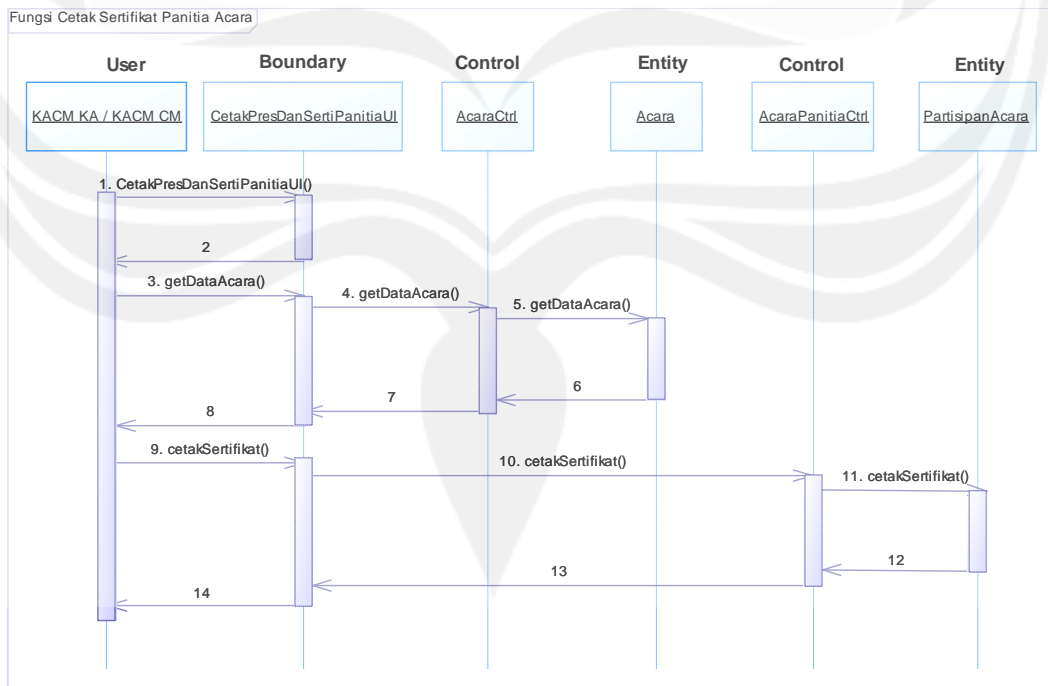 Fungsi Cetak Sertifikat Panitia Acara
User
Boundary
Control
Entity
Control
Entity
KACM KA / KACM CM
CetakPresDanSertiPanitiaUI
AcaraCtrl
Acara
AcaraPanitiaCtrl
PartisipanAcara
1. CetakPresDanSertiPanitiaUI()
2
3. getDataAcara()
4. getDataAcara()
5. getDataAcara()
6
7
8
9. cetakSertifikat()
10. cetakSertifikat()
11. cetakSertifikat()
12
13
14